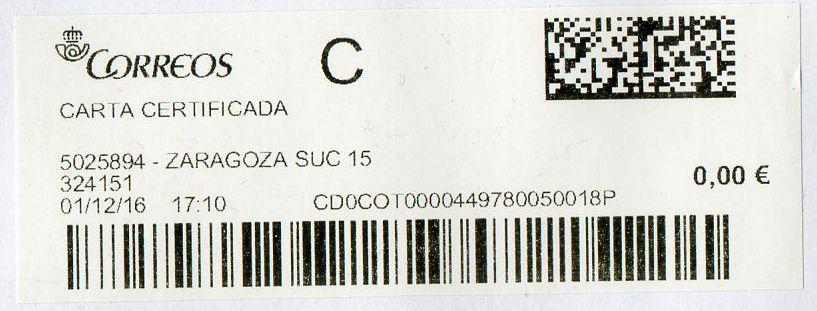 CORREOS
C
CARTA CERTIFICADA
5025894 - ZARAGOZA SUC 15
324151
0,00 €
01/12/16 17:10 CD0COT0000449780050018P